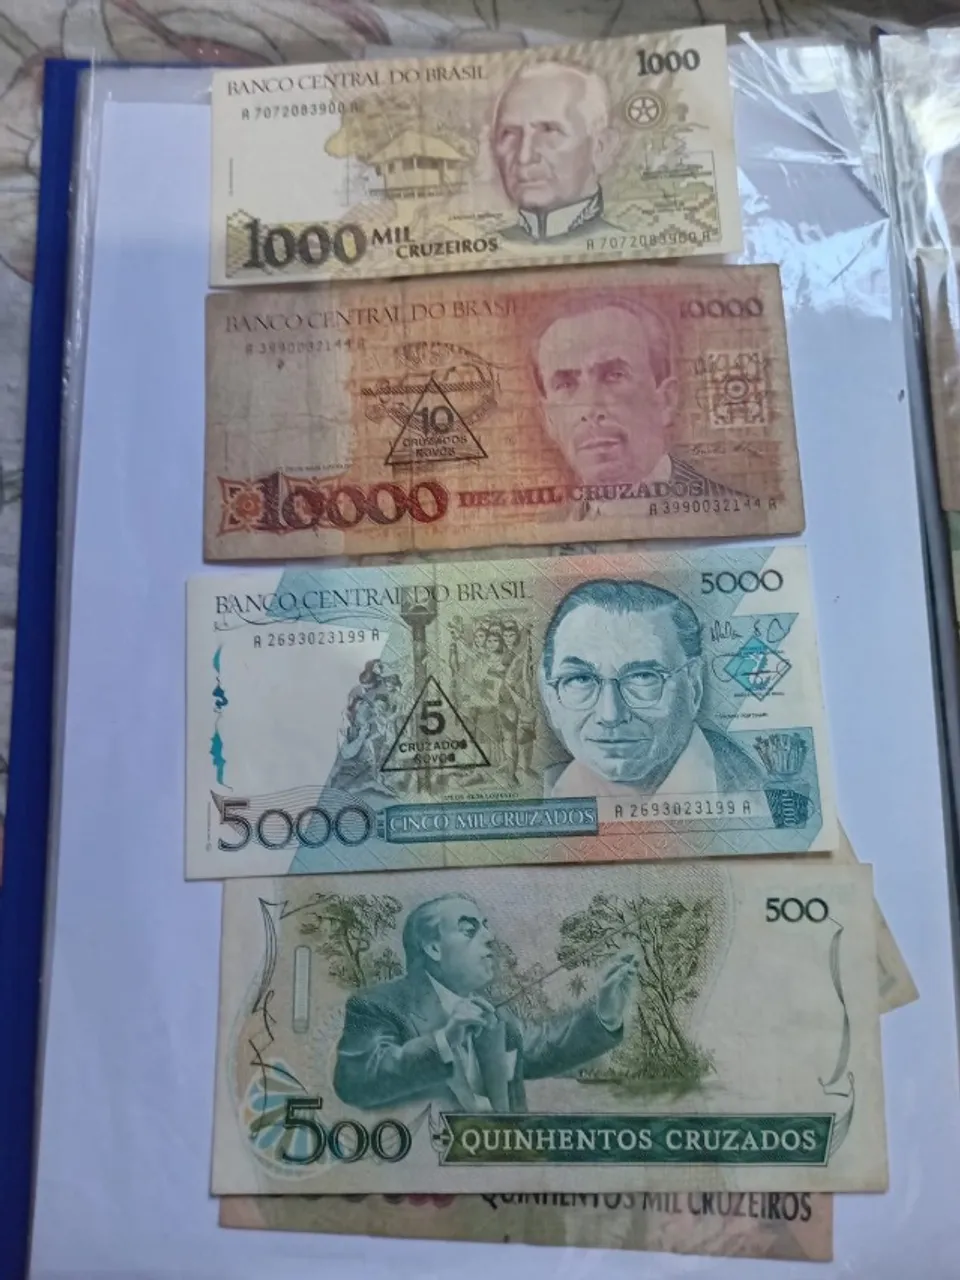 BANCO CENTRAL DO BRASIL
1000
A 7072083900 A
1000 MIL
CRUZEIROS
A 7072083900 A
BANCO CENTRAL DO BRASIL
10000
A 3990032144 A
10
CRUZADOS
NOVOS
10000 DEZ MIL CRUZADOS
A 3990032144 A
BANCO CENTRAL DO BRASIL
5000
A 2693023199 A
5
CRUZADOS
NOVOS
5000 CINCO MIL CRUZADOS
A 2693023199 A
500
500 QUINHENTOS CRUZADOS
QUINHENTOS MIL CRUZEIROS